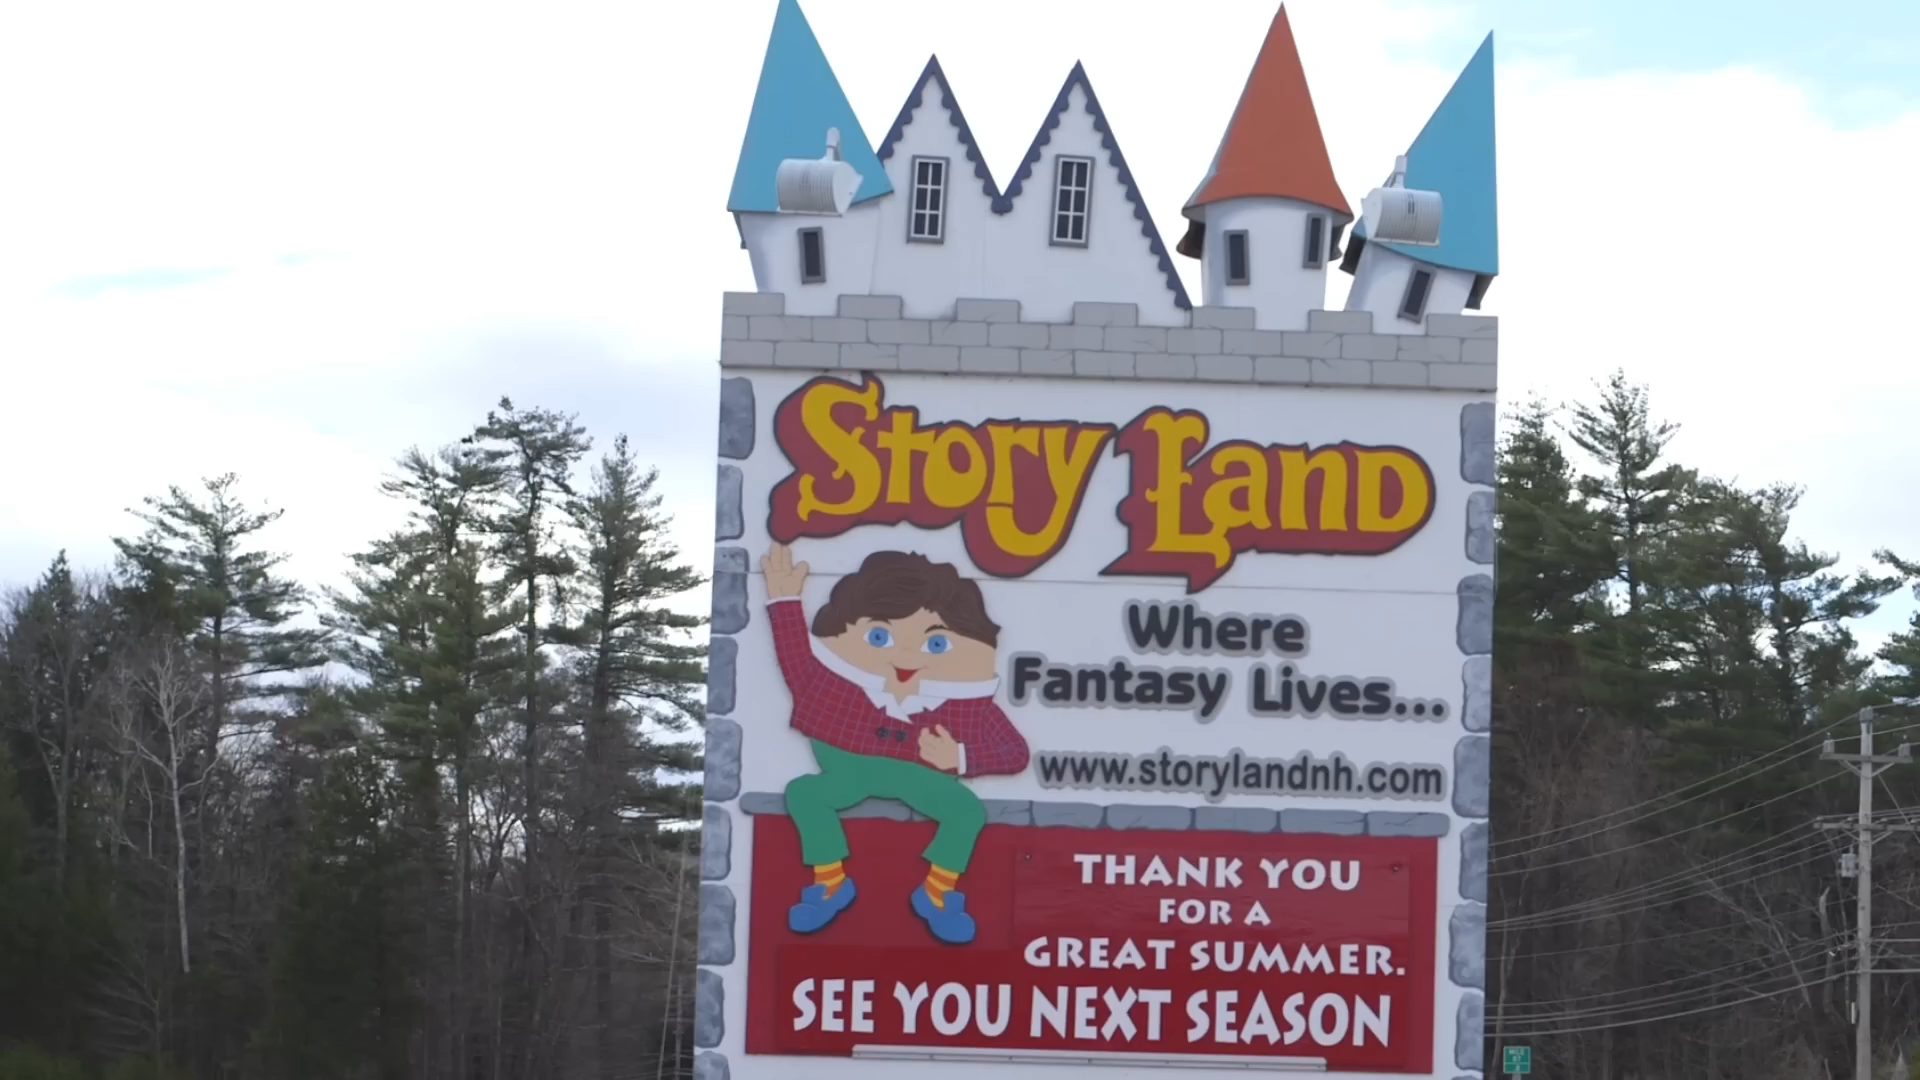 Story Land
Where
Fantasy Lives...
www.storylandnh.com
THANK YOU
FOR A
GREAT SUMMER.
SEE YOU NEXT SEASON